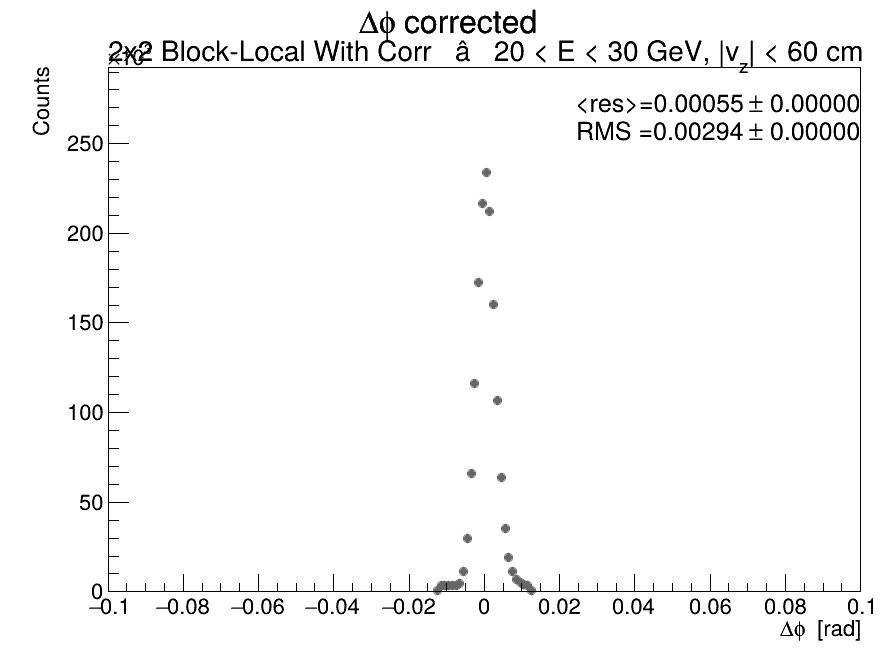 Δϕ corrected
2x2 Block-Local With Corr â 20 < E < 30 GeV, |v_z| < 60 cm
Counts
<res>=0.00055 ± 0.00000
RMS =0.00294 ± 0.00000
250
200
150
100
50
0
−0.1 −0.08 −0.06 −0.04 −0.02 0 0.02 0.04 0.06 0.08 0.1
Δϕ [rad]